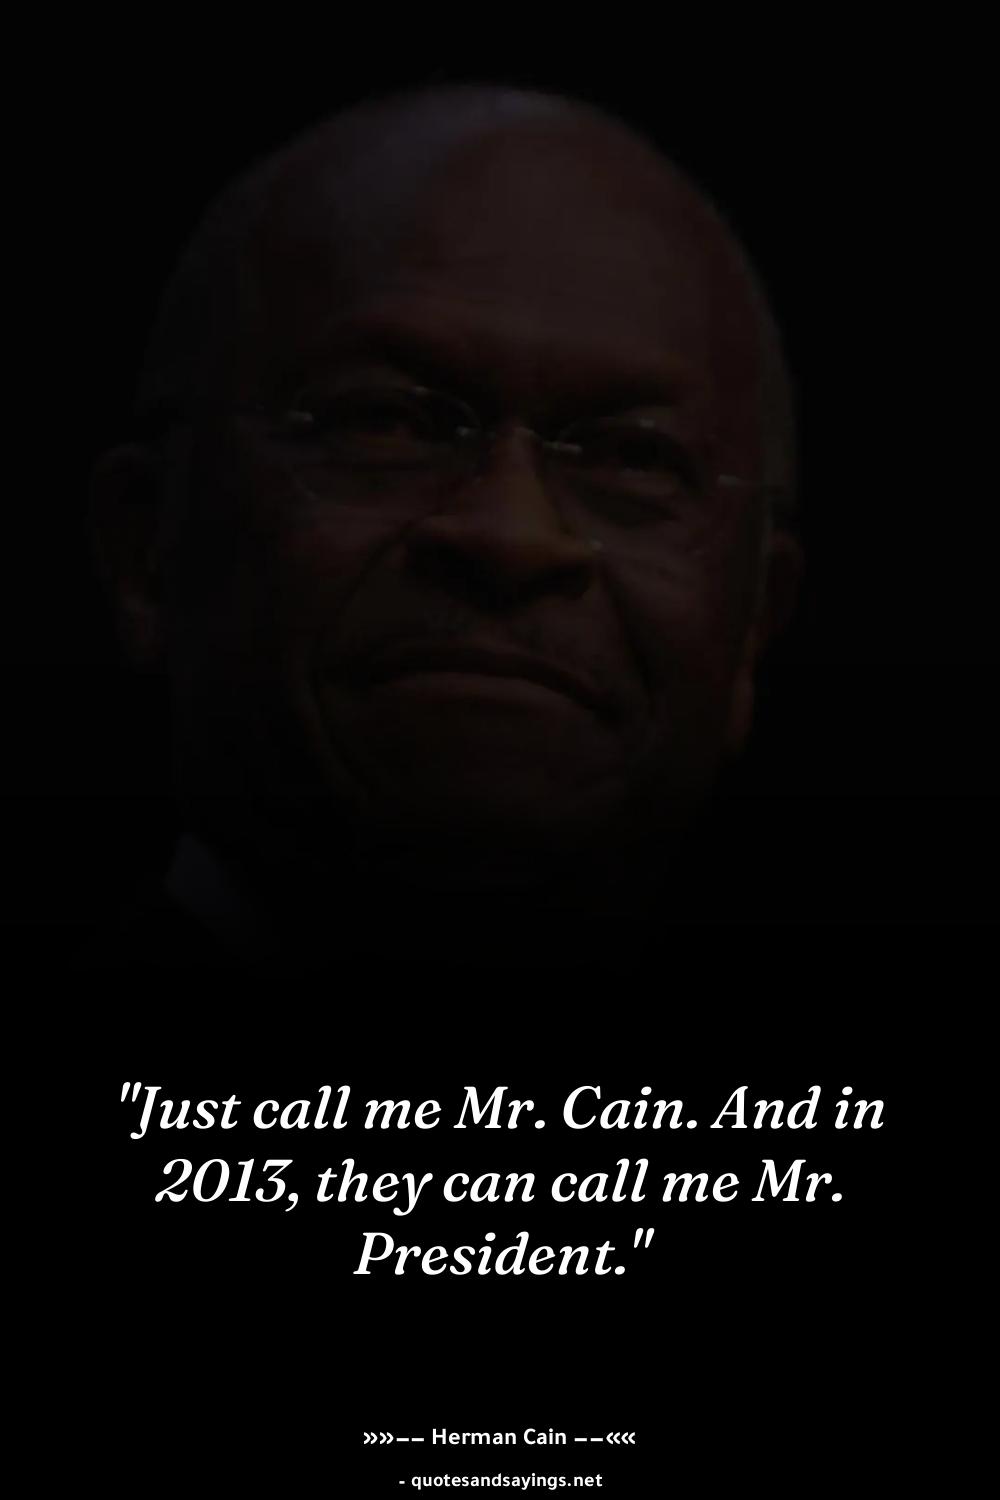 "Just call me Mr. Cain. And in
2013, they can call me Mr.
President."
»»−− Herman Cain −−««
- quotesandsayings.net